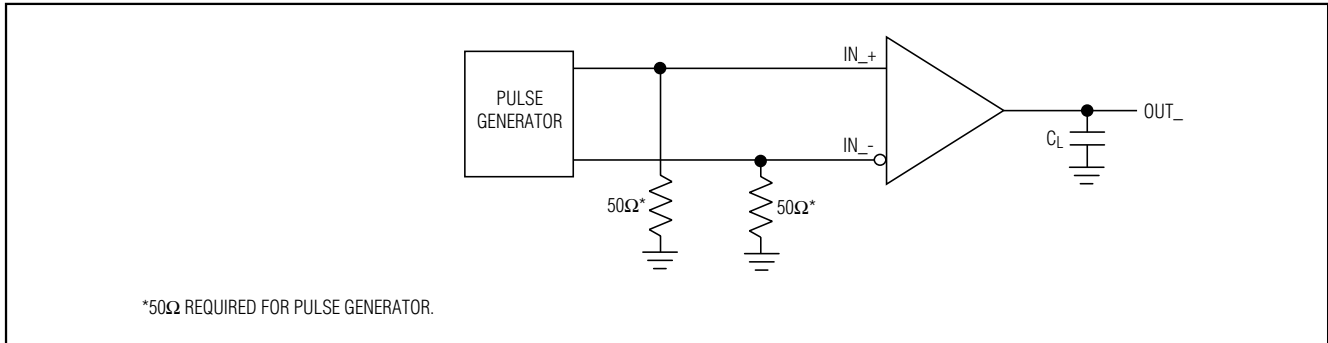 PULSE
GENERATOR
IN_+
IN_-
OUT_
C_L
50Ω*
50Ω*
*50Ω REQUIRED FOR PULSE GENERATOR.